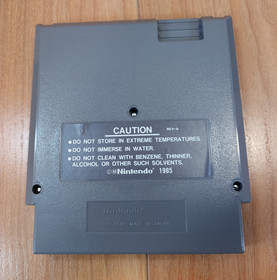 CAUTION REV-A
• DO NOT STORE IN EXTREME TEMPERATURES.
• DO NOT IMMERSE IN WATER.
• DO NOT CLEAN WITH BENZENE, THINNER,
ALCOHOL OR OTHER SUCH SOLVENTS.
©®Nintendo 1985
Nintendo